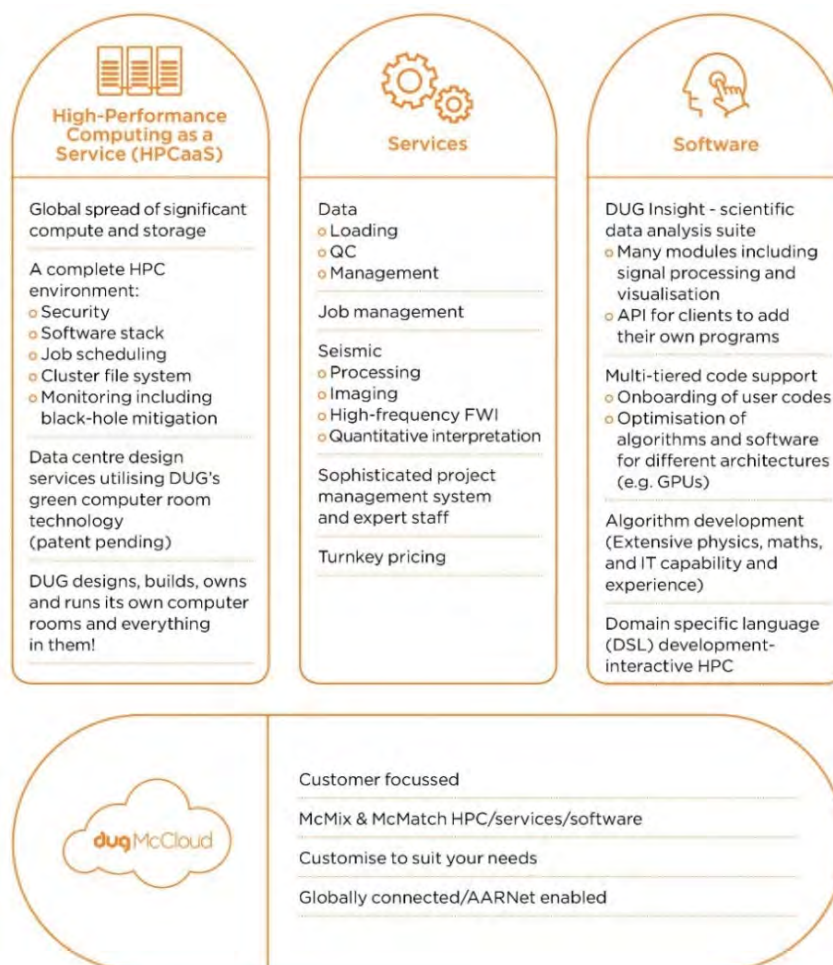 High-Performance
Computing as a
Service (HPCaaS)
Global spread of significant
compute and storage
A complete HPC
environment:
Security
Software stack
Job scheduling
Cluster file system
Monitoring including
black-hole mitigation
Data centre design
services utilising DUG's
green computer room
technology
(patent pending)
DUG designs, builds, owns
and runs its own computer
rooms and everything
in them!
Services
Data
Loading
QC
Management
Job management
Seismic
Processing
Imaging
High-frequency FWI
Quantitative interpretation
Sophisticated project
management system
and expert staff
Turnkey pricing
Software
DUG Insight - scientific
data analysis suite
Many modules including
signal processing and
visualisation
API for clients to add
their own programs
Multi-tiered code support
Onboarding of user codes
Optimisation of
algorithms and software
for different architectures
(e.g. GPUs)
Algorithm development
(Extensive physics, maths,
and IT capability and
experience)
Domain specific language
(DSL) development-
interactive HPC
dug McCloud
Customer focussed
McMix & McMatch HPC/services/software
Customise to suit your needs
Globally connected/AARNet enabled